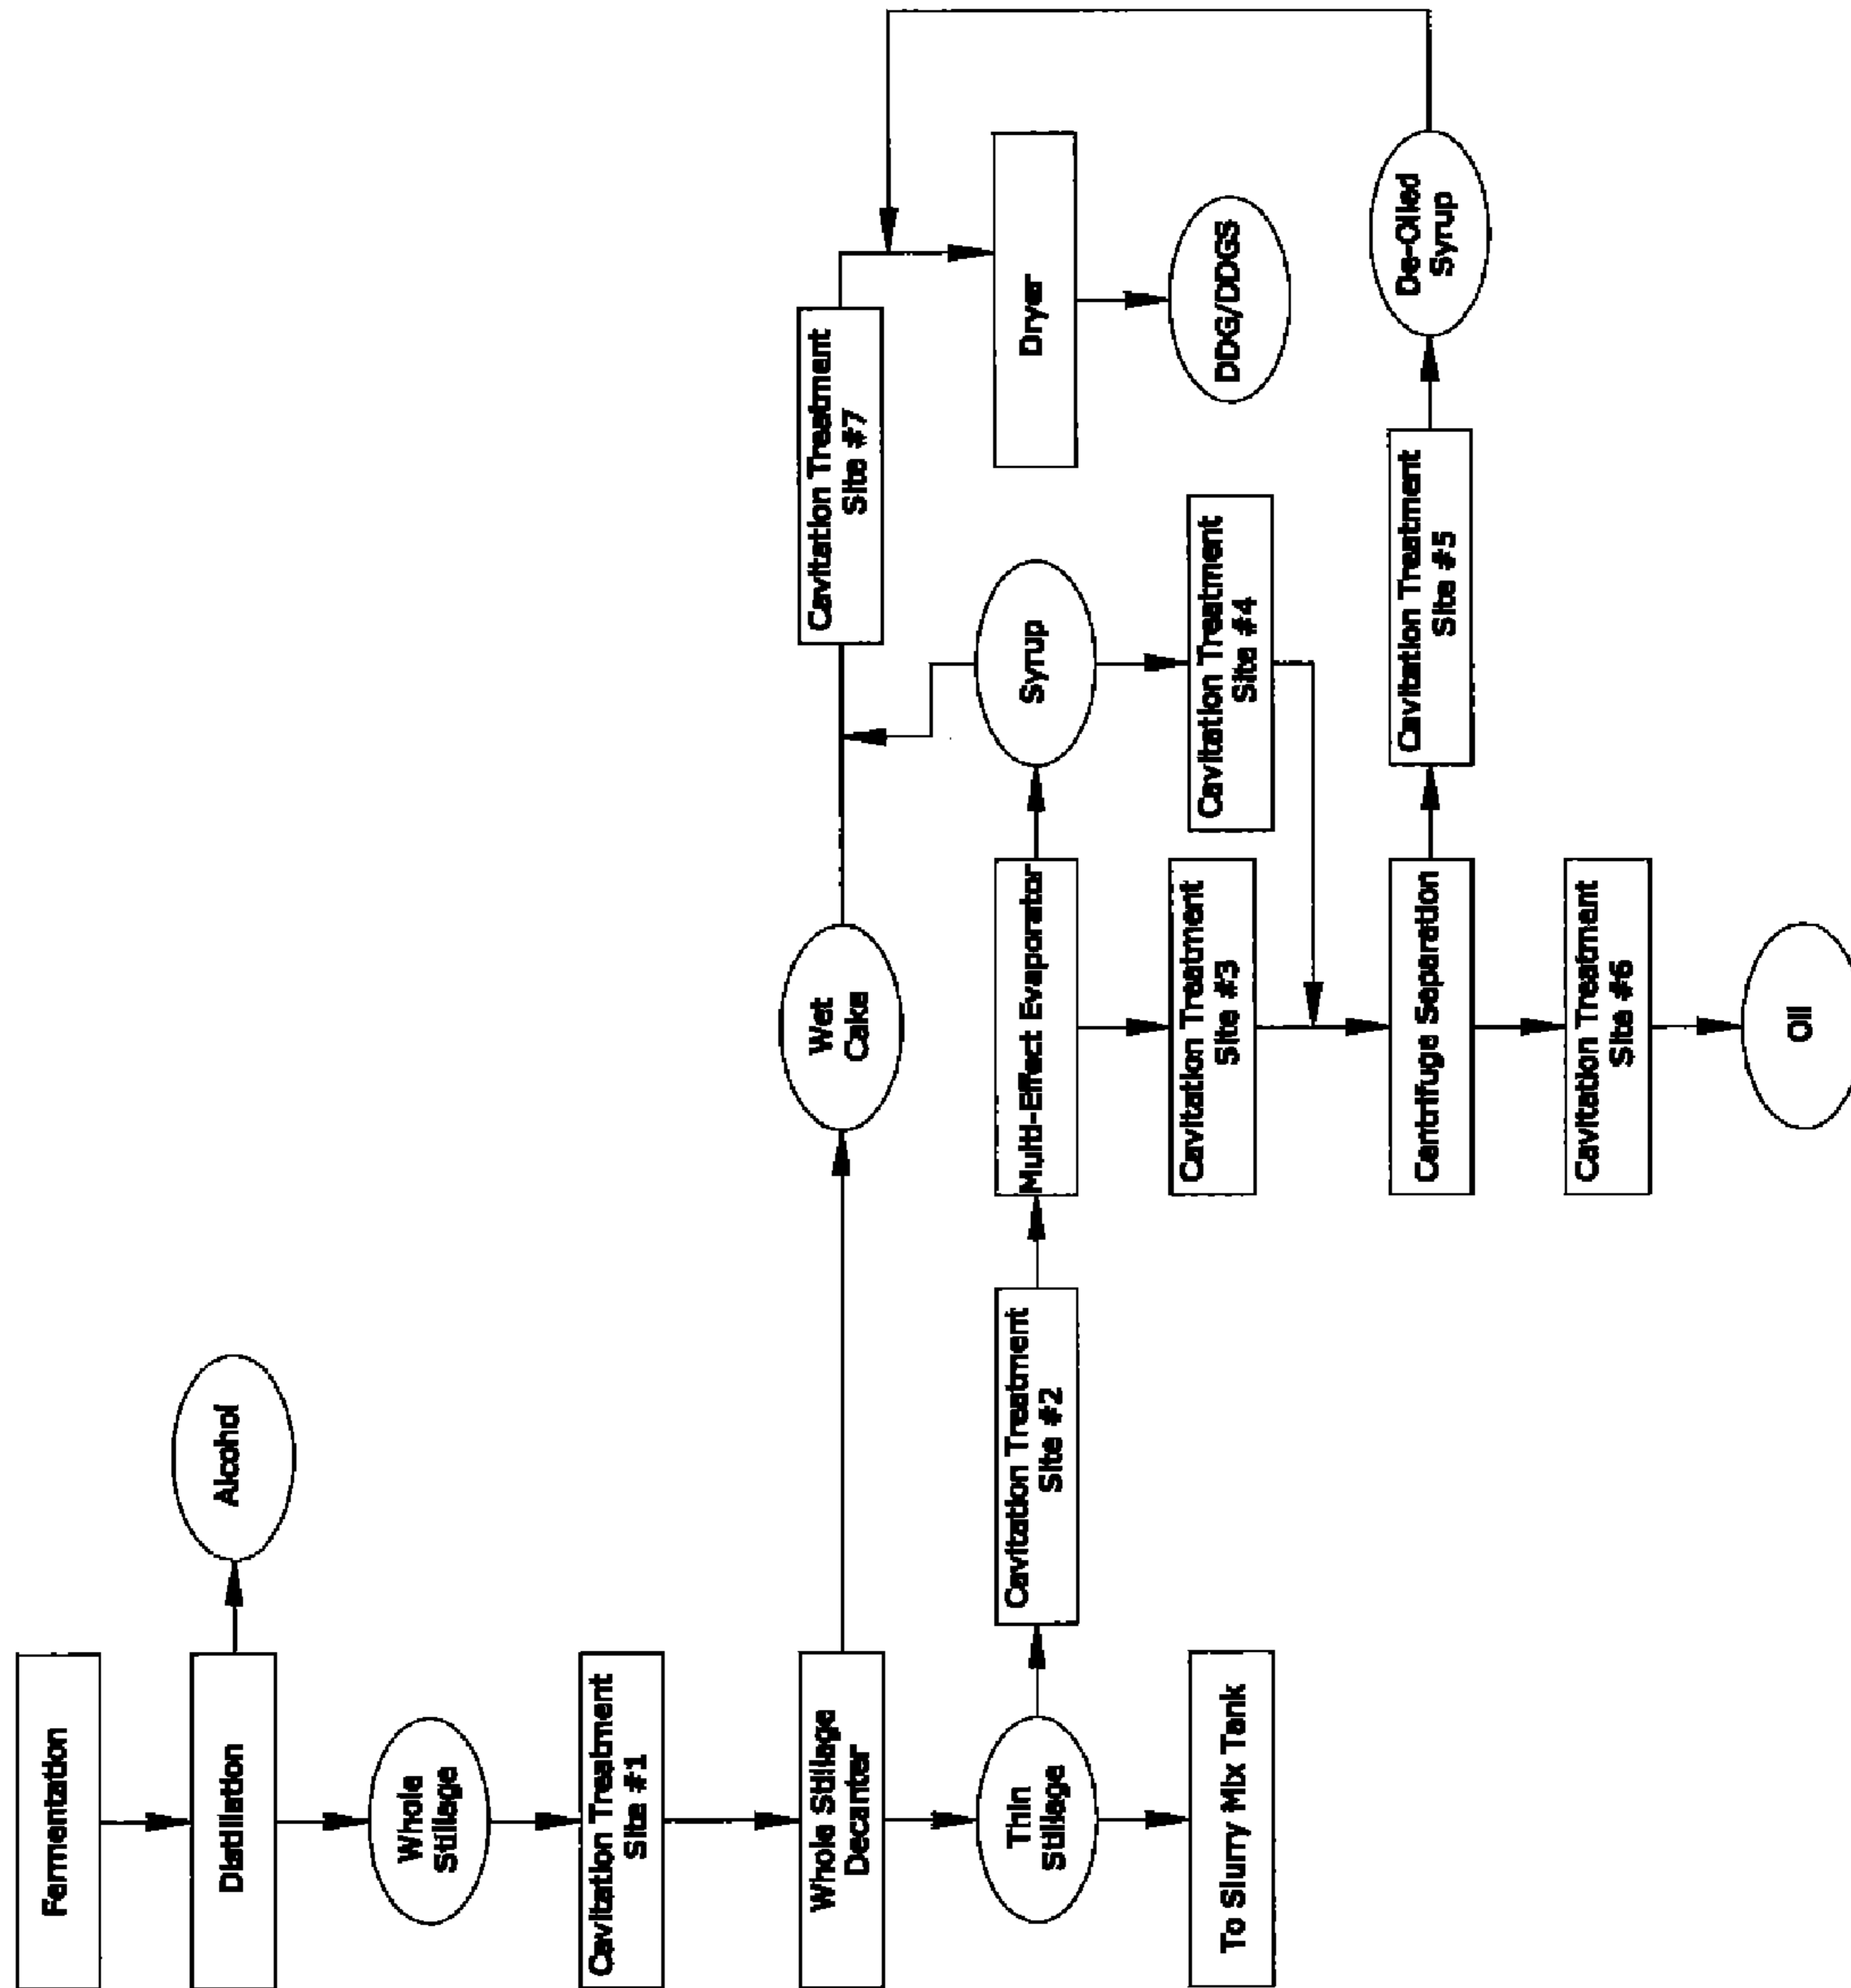 Fermentation
Distillation
Alcohol
Whole
Stillage
Cavitation Treatment
Site #1
Whole Stillage
Decanter
Wet
Cake
Cavitation Treatment
Site #7
Thin
Stillage
Cavitation Treatment
Site #2
Multi-Effect Evaporator
Syrup
Dryer
To Slurry Mix Tank
Cavitation Treatment
Site #3
Cavitation Treatment
Site #4
DDG/DDGS
Centrifuge Separation
Cavitation Treatment
Site #5
De-Oiled
Syrup
Cavitation Treatment
Site #6
Oil